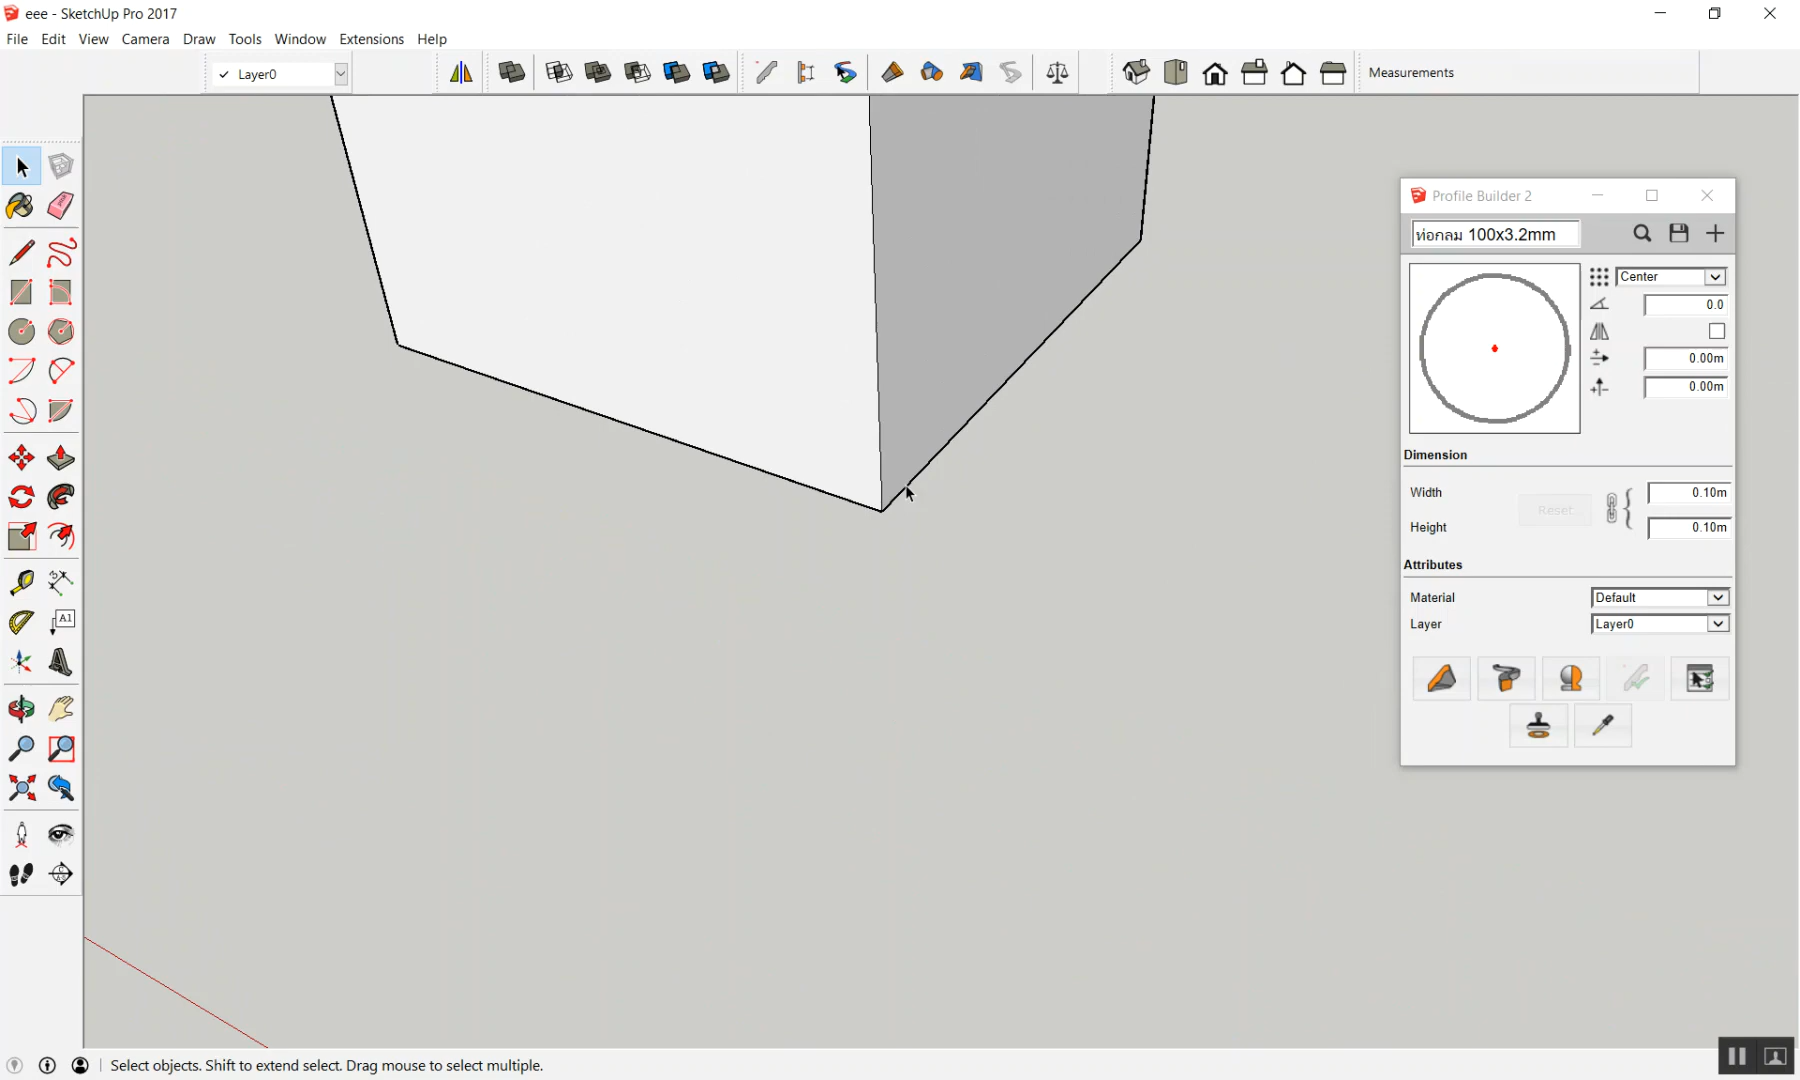 eee - SketchUp Pro 2017
File Edit View Camera Draw Tools Window Extensions Help
✓ Layer0
Measurements
Profile Builder 2
ท่อกลม 100x3.2mm
Center
0.0
0.00m
0.00m
Dimension
Width 0.10m
Reset
Height 0.10m
Attributes
Material Default
Layer Layer0
A1
Select objects. Shift to extend select. Drag mouse to select multiple.